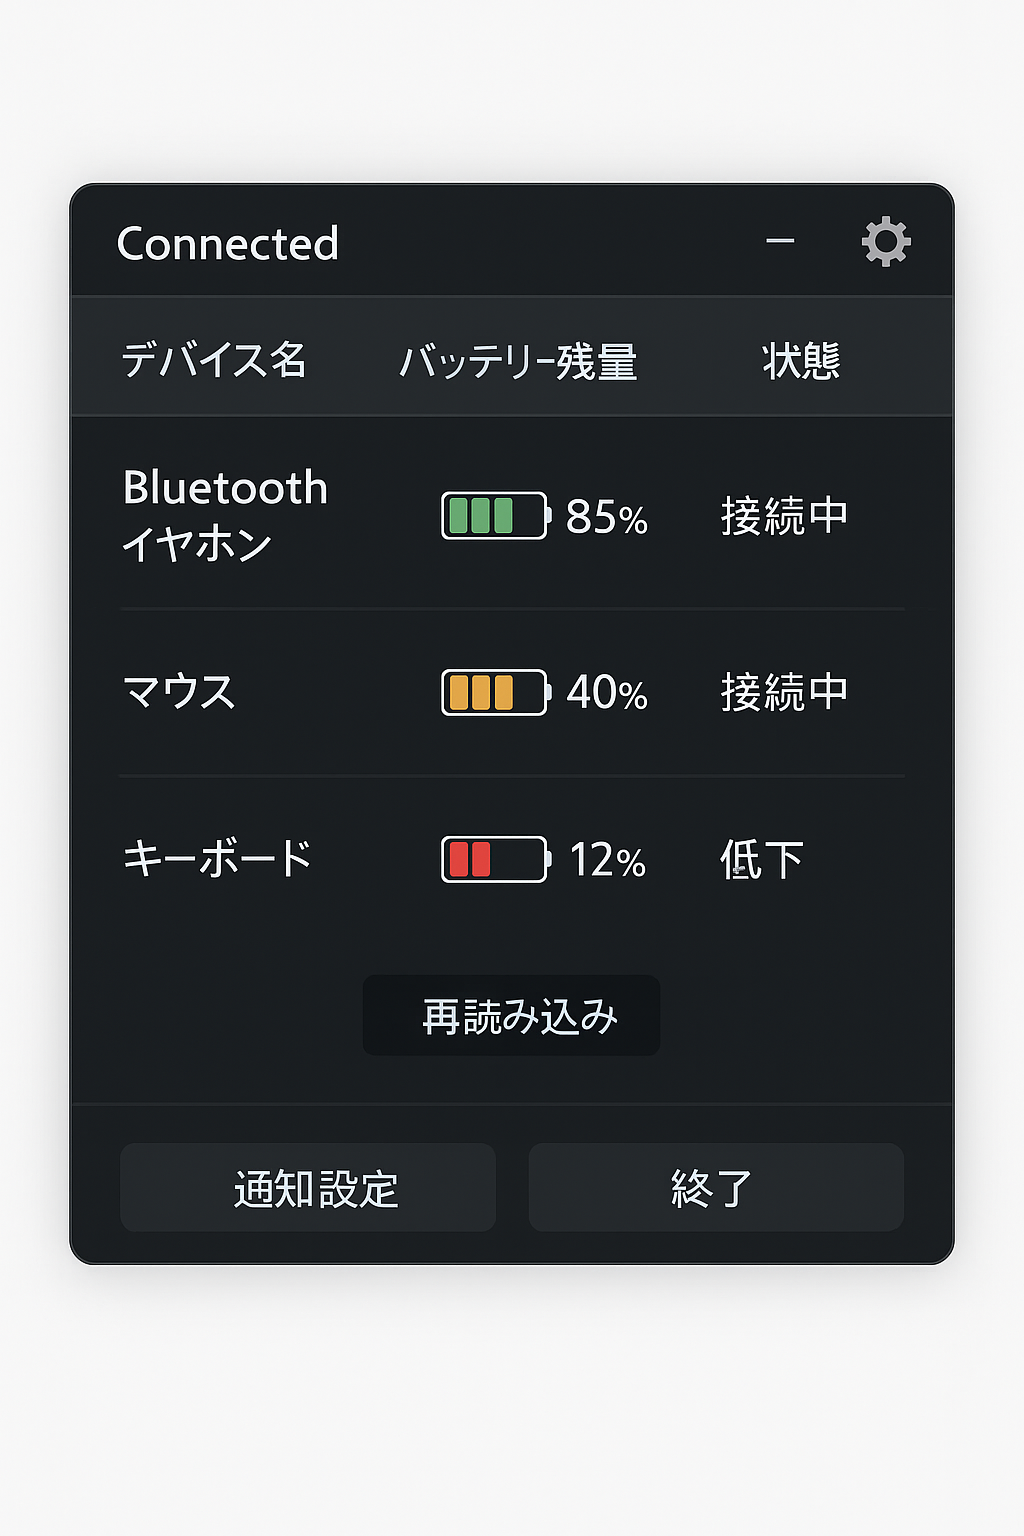 Connected
デバイス名 バッテリー残量 状態
Bluetooth
イヤホン
85% 接続中
マウス 40% 接続中
キーボード 12% 低下
再読み込み
通知設定 終了